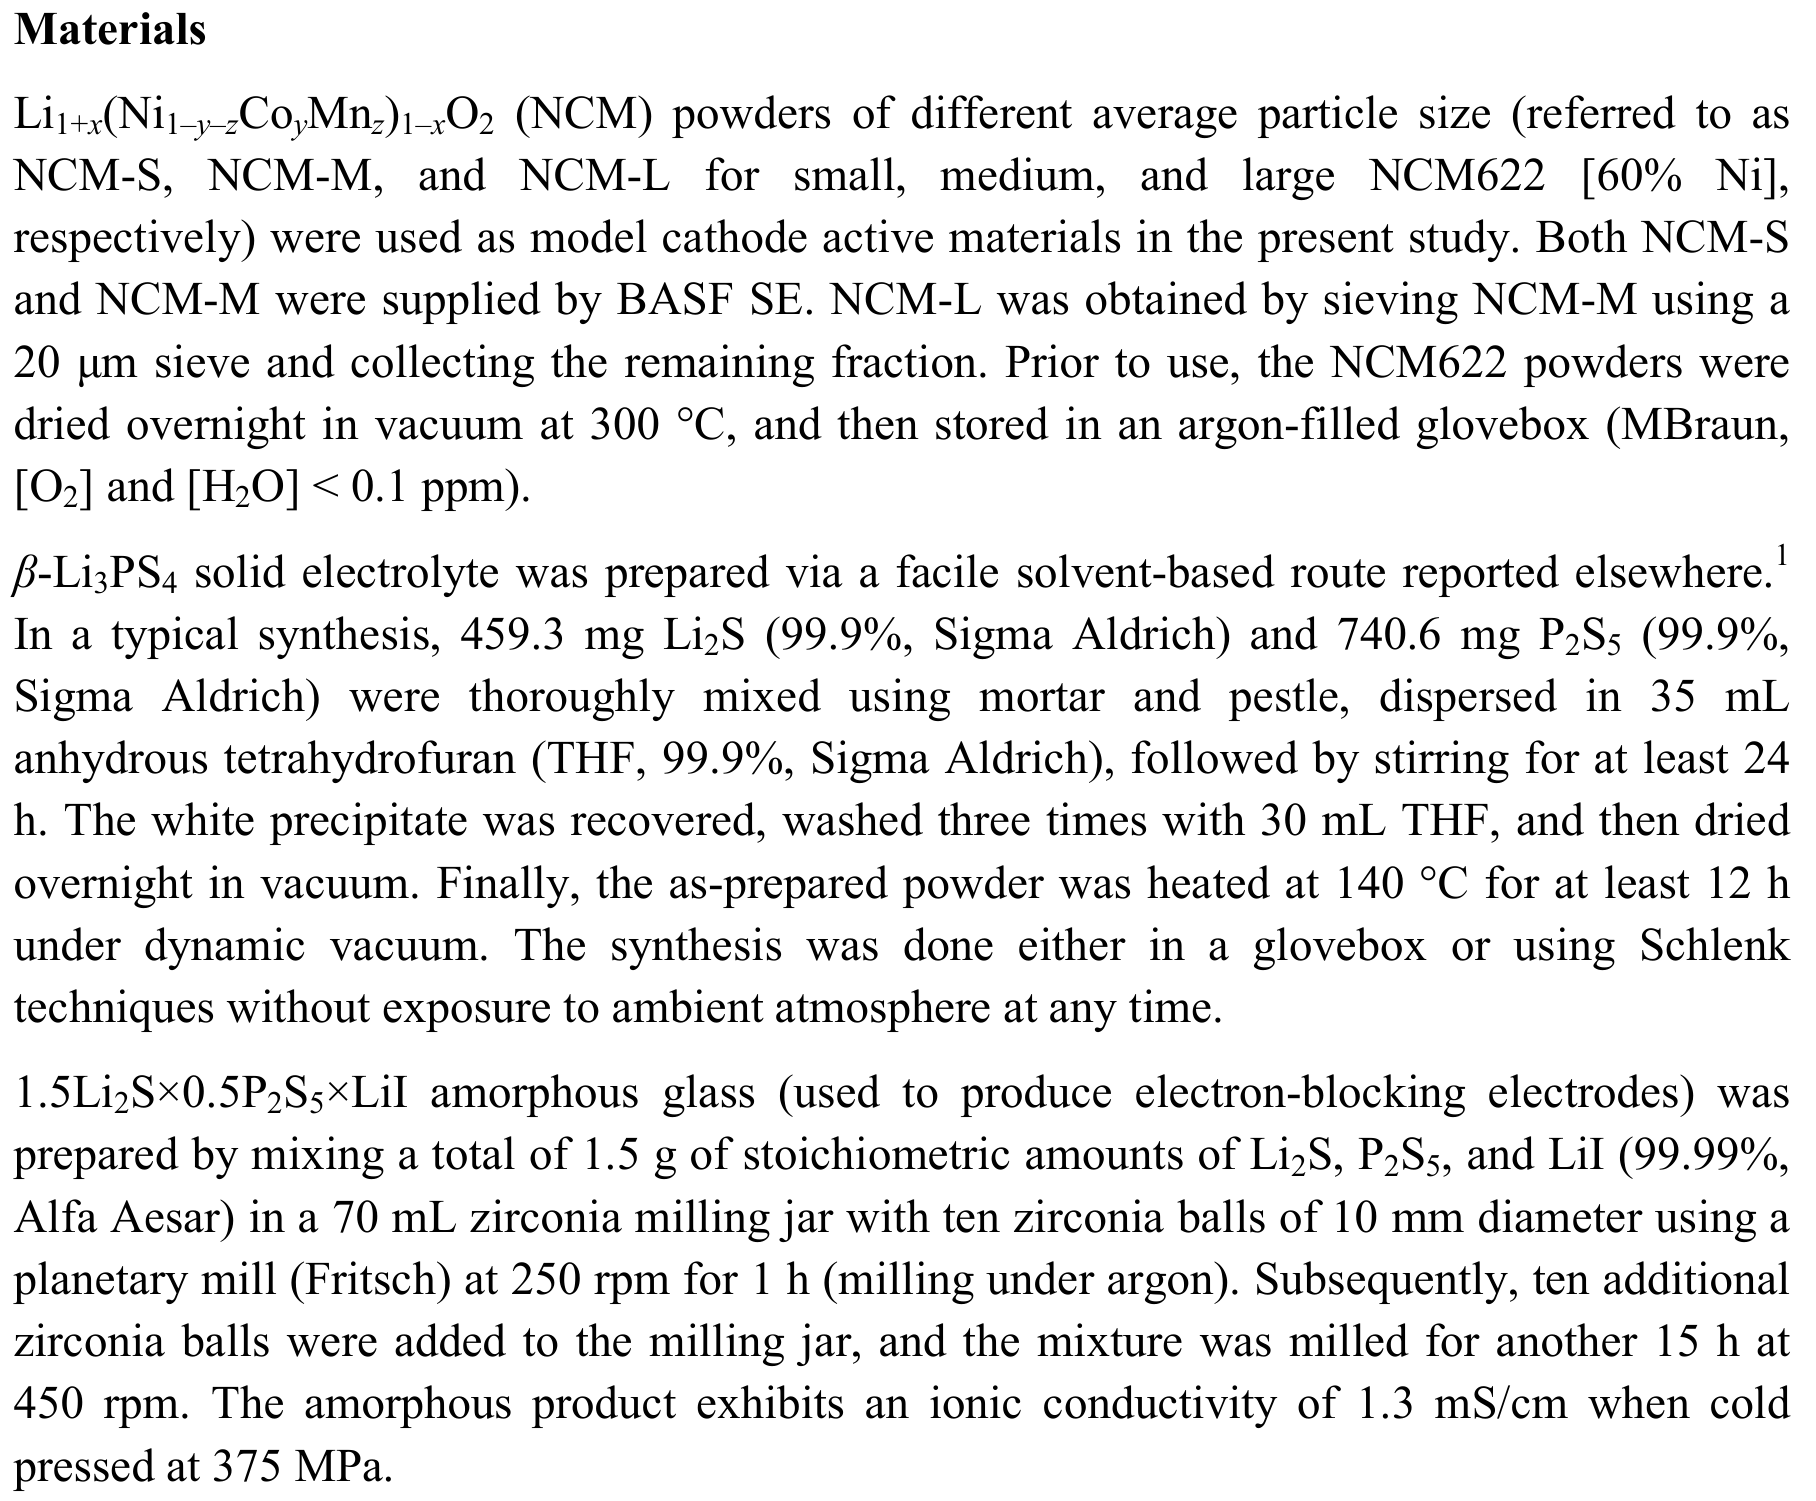 Materials
Li1+x(Ni1–y–zCoyMnz)1–xO2 (NCM) powders of different average particle size (referred to as
NCM-S, NCM-M, and NCM-L for small, medium, and large NCM622 [60% Ni],
respectively) were used as model cathode active materials in the present study. Both NCM-S
and NCM-M were supplied by BASF SE. NCM-L was obtained by sieving NCM-M using a
20 μm sieve and collecting the remaining fraction. Prior to use, the NCM622 powders were
dried overnight in vacuum at 300 °C, and then stored in an argon-filled glovebox (MBraun,
[O2] and [H2O] < 0.1 ppm).
β-Li3PS4 solid electrolyte was prepared via a facile solvent-based route reported elsewhere.1
In a typical synthesis, 459.3 mg Li2S (99.9%, Sigma Aldrich) and 740.6 mg P2S5 (99.9%,
Sigma Aldrich) were thoroughly mixed using mortar and pestle, dispersed in 35 mL
anhydrous tetrahydrofuran (THF, 99.9%, Sigma Aldrich), followed by stirring for at least 24
h. The white precipitate was recovered, washed three times with 30 mL THF, and then dried
overnight in vacuum. Finally, the as-prepared powder was heated at 140 °C for at least 12 h
under dynamic vacuum. The synthesis was done either in a glovebox or using Schlenk
techniques without exposure to ambient atmosphere at any time.
1.5Li2S×0.5P2S5×LiI amorphous glass (used to produce electron-blocking electrodes) was
prepared by mixing a total of 1.5 g of stoichiometric amounts of Li2S, P2S5, and LiI (99.99%,
Alfa Aesar) in a 70 mL zirconia milling jar with ten zirconia balls of 10 mm diameter using a
planetary mill (Fritsch) at 250 rpm for 1 h (milling under argon). Subsequently, ten additional
zirconia balls were added to the milling jar, and the mixture was milled for another 15 h at
450 rpm. The amorphous product exhibits an ionic conductivity of 1.3 mS/cm when cold
pressed at 375 MPa.